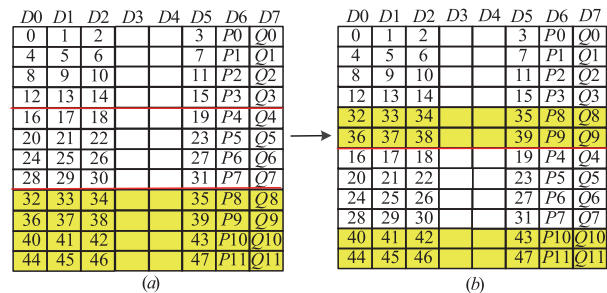 D0 D1 D2 D3 D4 D5 D6 D7
0 1 2 3 P0 Q0
4 5 6 7 P1 Q1
8 9 10 11 P2 Q2
12 13 14 15 P3 Q3
16 17 18 19 P4 Q4
20 21 22 23 P5 Q5
24 25 26 27 P6 Q6
28 29 30 31 P7 Q7
32 33 34 35 P8 Q8
36 37 38 39 P9 Q9
40 41 42 43 P10 Q10
44 45 46 47 P11 Q11
(a)
D0 D1 D2 D3 D4 D5 D6 D7
0 1 2 3 P0 Q0
4 5 6 7 P1 Q1
8 9 10 11 P2 Q2
12 13 14 15 P3 Q3
32 33 34 35 P8 Q8
36 37 38 39 P9 Q9
16 17 18 19 P4 Q4
20 21 22 23 P5 Q5
24 25 26 27 P6 Q6
28 29 30 31 P7 Q7
40 41 42 43 P10 Q10
44 45 46 47 P11 Q11
(b)